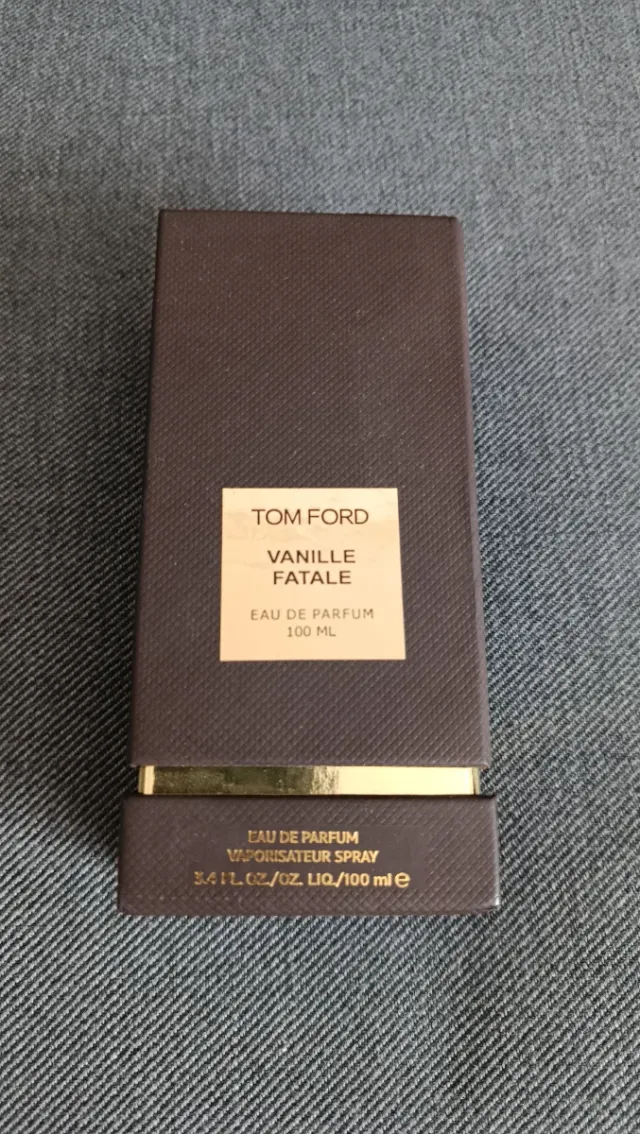 TOM FORD
VANILLE
FATALE
EAU DE PARFUM
100 ML
EAU DE PARFUM
VAPORISATEUR SPRAY
3.4 FL. OZ./OZ. LIQ./100 ml e